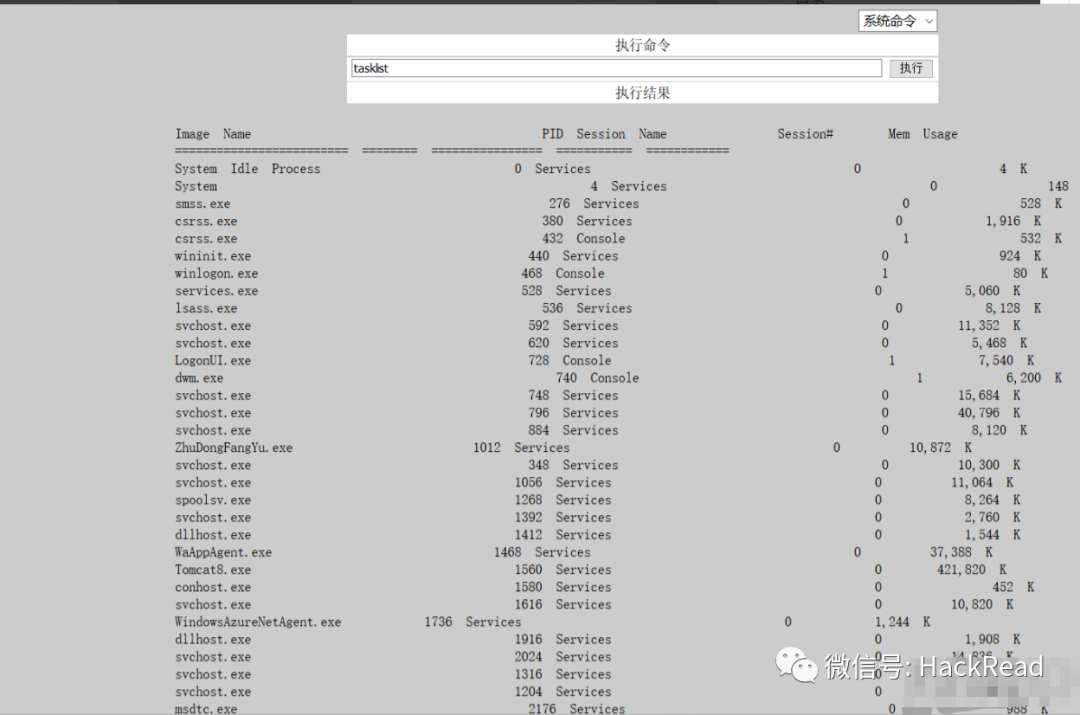 系统命令
执行命令
tasklist 执行
执行结果
Image Name PID Session Name Session# Mem Usage
========================= ======== ================ =========== ============
System Idle Process 0 Services 0 4 K
System 4 Services 0 148
smss.exe 276 Services 0 528 K
csrss.exe 380 Services 0 1,916 K
csrss.exe 432 Console 1 532 K
wininit.exe 440 Services 0 924 K
winlogon.exe 468 Console 1 80 K
services.exe 528 Services 0 5,060 K
lsass.exe 536 Services 0 8,128 K
svchost.exe 592 Services 0 11,352 K
svchost.exe 620 Services 0 5,468 K
LogonUI.exe 728 Console 1 7,540 K
dwm.exe 740 Console 1 6,200 K
svchost.exe 748 Services 0 15,684 K
svchost.exe 796 Services 0 40,796 K
svchost.exe 884 Services 0 8,120 K
ZhuDongFangYu.exe 1012 Services 0 10,872 K
svchost.exe 348 Services 0 10,300 K
svchost.exe 1056 Services 0 11,064 K
spoolsv.exe 1268 Services 0 8,264 K
svchost.exe 1392 Services 0 2,760 K
dllhost.exe 1412 Services 0 1,544 K
WaAppAgent.exe 1468 Services 0 37,388 K
Tomcat8.exe 1560 Services 0 421,820 K
conhost.exe 1580 Services 0 452 K
svchost.exe 1616 Services 0 10,820 K
WindowsAzureNetAgent.exe 1736 Services 0 1,244 K
dllhost.exe 1916 Services 0 1,908 K
svchost.exe 2024 Services 0
svchost.exe 1316 Services 0
svchost.exe 1204 Services 0
msdtc.exe 2176 Services 0 988 K
微信号: HackRead